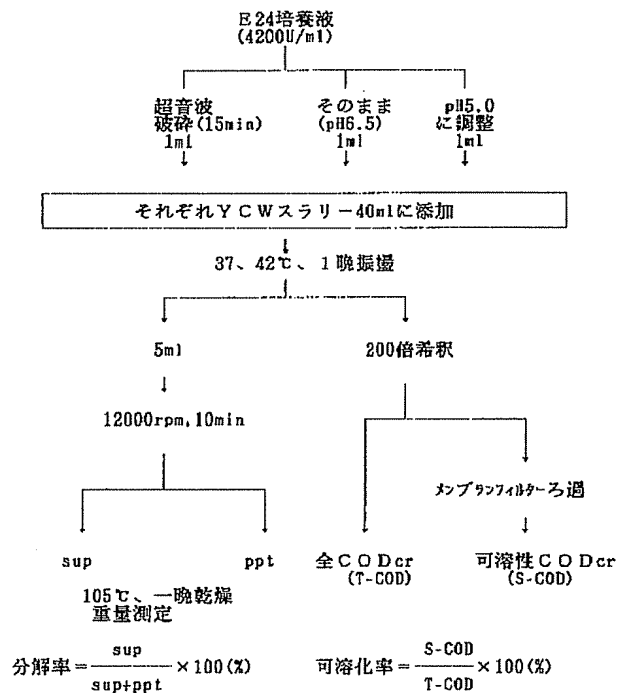 E24培養液
(4200U/ml)
超音波
破砕(15min)
1ml
そのまま
(pH6.5)
1ml
pH5.0
に調整
1ml
それぞれYCWスラリー40mlに添加
37、42℃、1晩振盪
5ml
200倍希釈
12000rpm,10min
メンブランフィルターろ過
sup
ppt
全CODcr
(T-COD)
可溶性CODcr
(S-COD)
105℃、一晩乾燥
重量測定
分解率=sup/sup+ppt×100(%)
可溶化率=S-COD/T-COD×100(%)